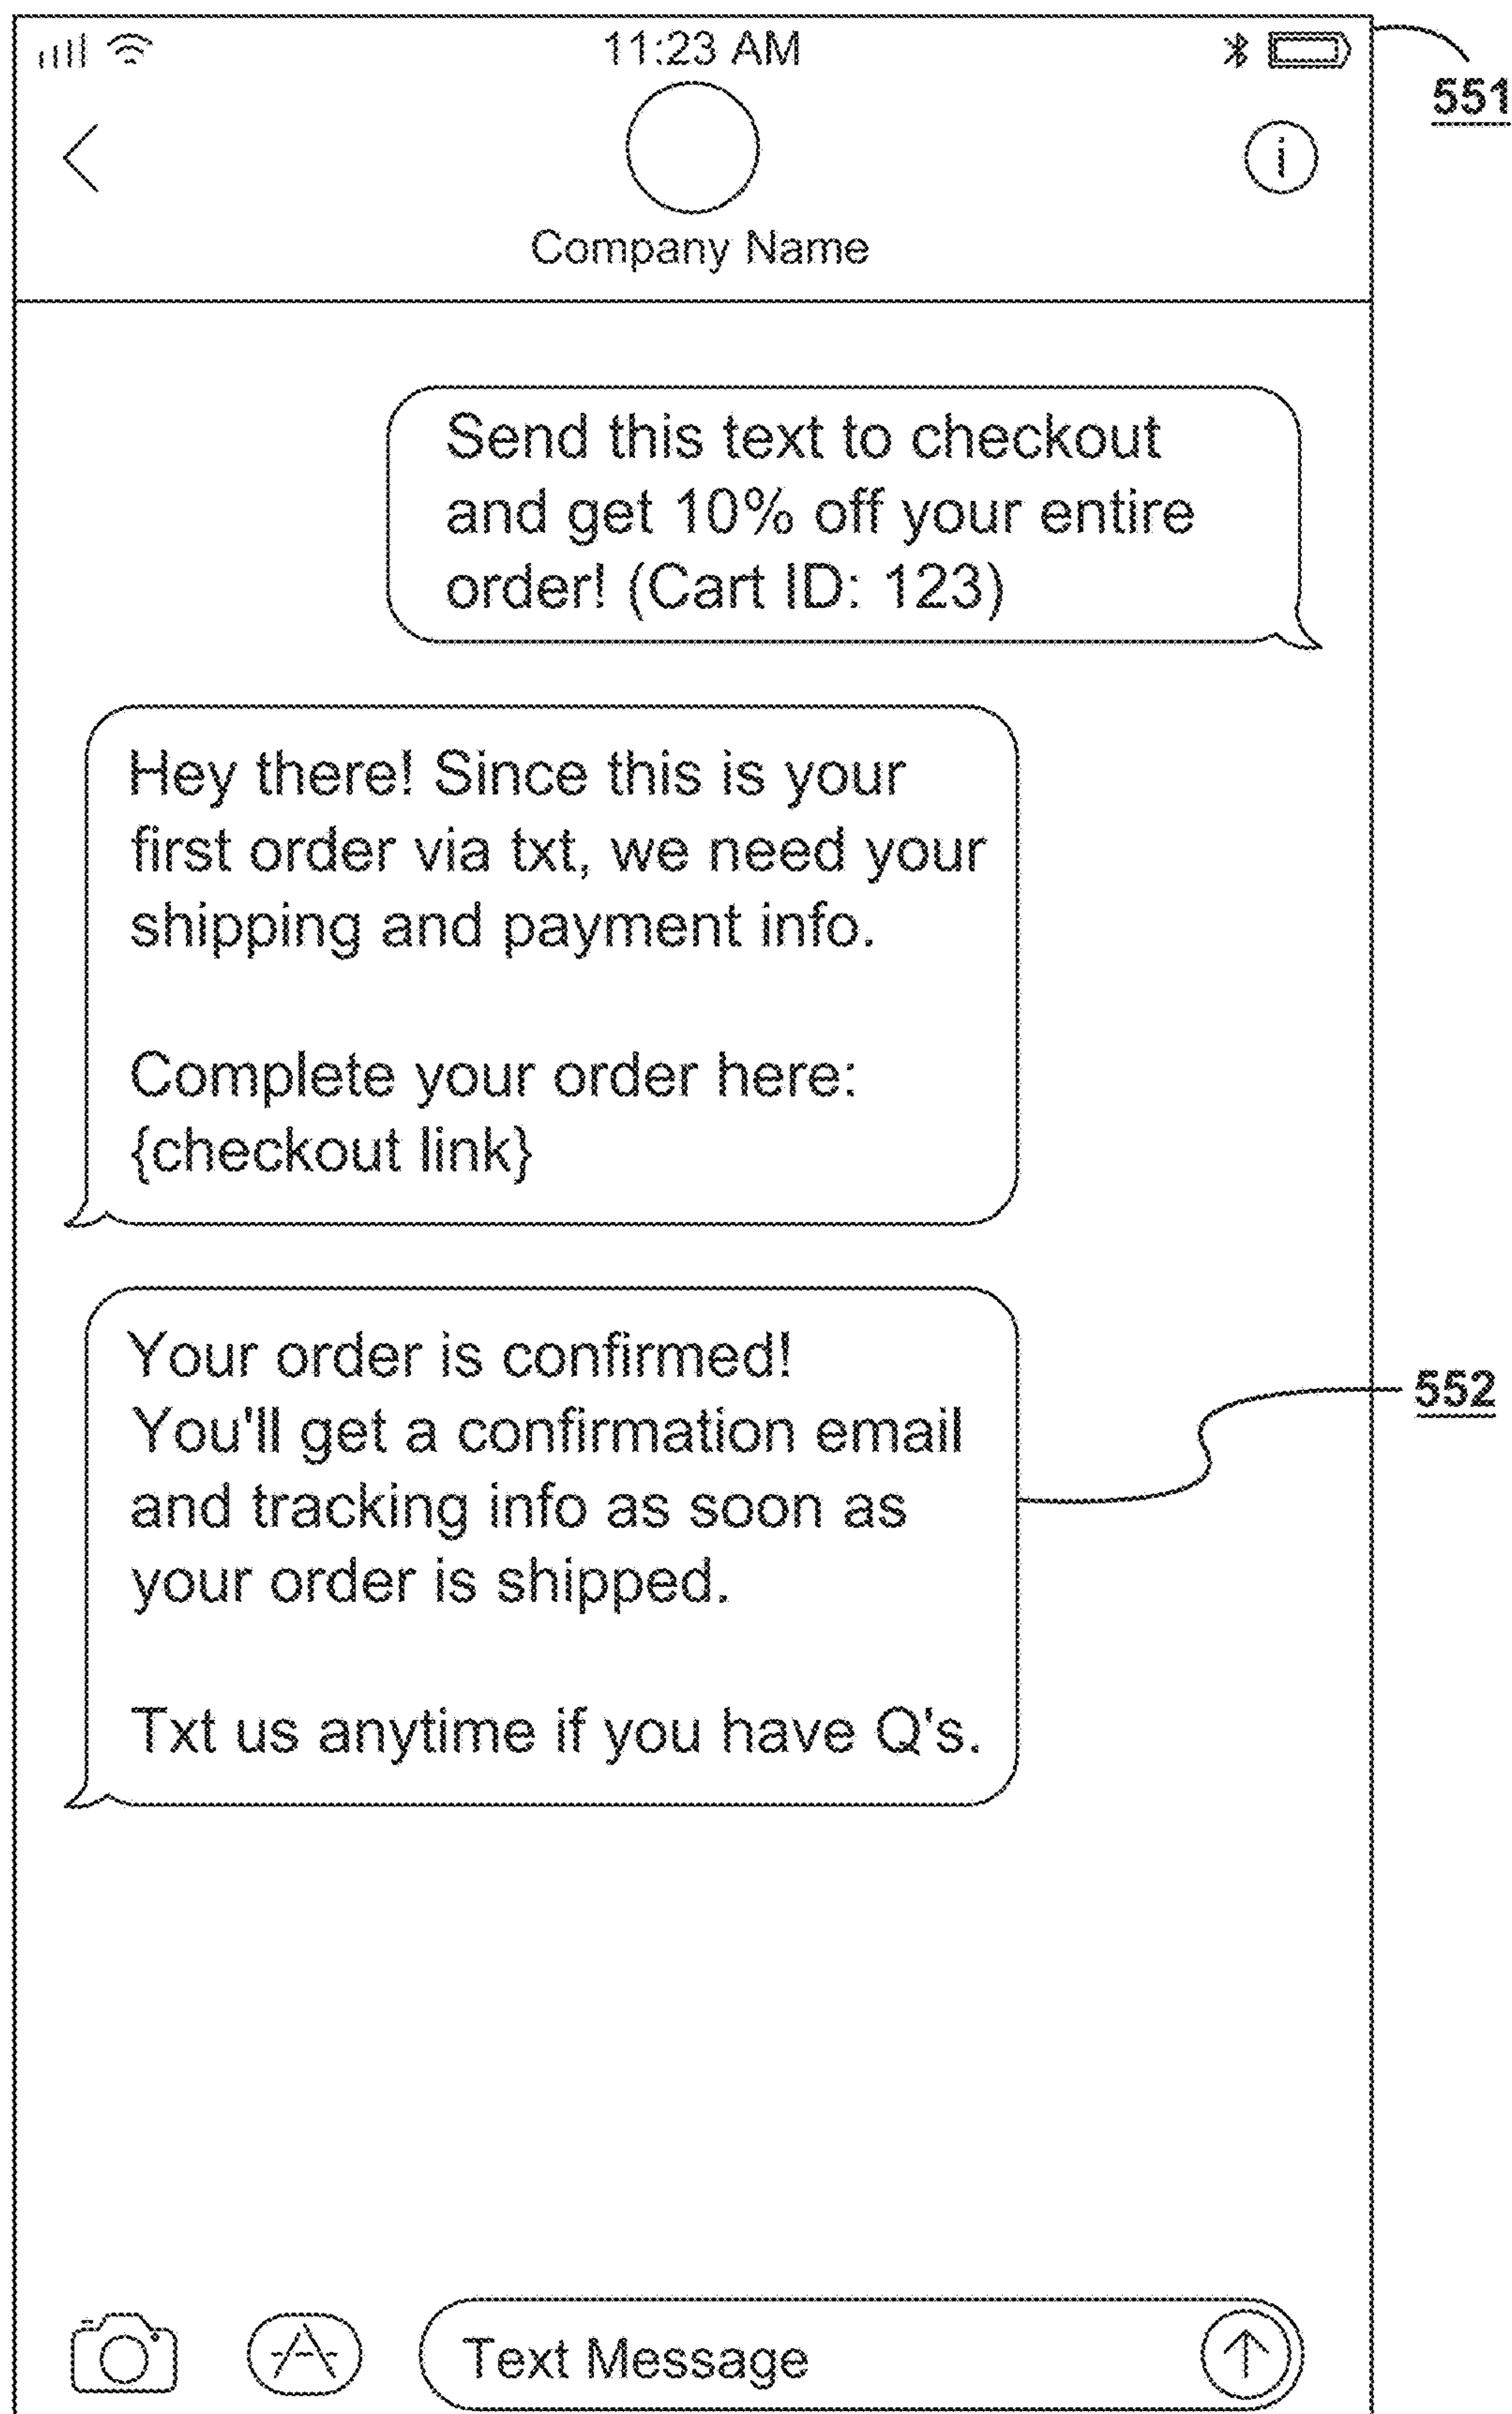 11:23 AM
551
i
Company Name
Send this text to checkout
and get 10% off your entire
order! (Cart ID: 123)
Hey there! Since this is your
first order via txt, we need your
shipping and payment info.
Complete your order here:
{checkout link}
Your order is confirmed!
You'll get a confirmation email
and tracking info as soon as
your order is shipped.
Txt us anytime if you have Q's.
552
Text Message